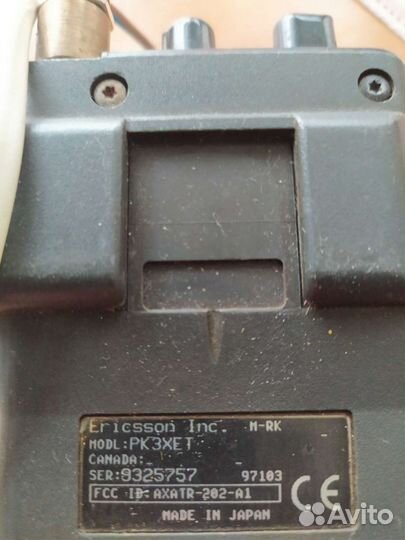 Ericsson Inc. M-RK
MODL:PK3XET
CANADA:
SER:9325757 97103
FCC ID:AXATR-202-A1
CE
MADE IN JAPAN
Avito